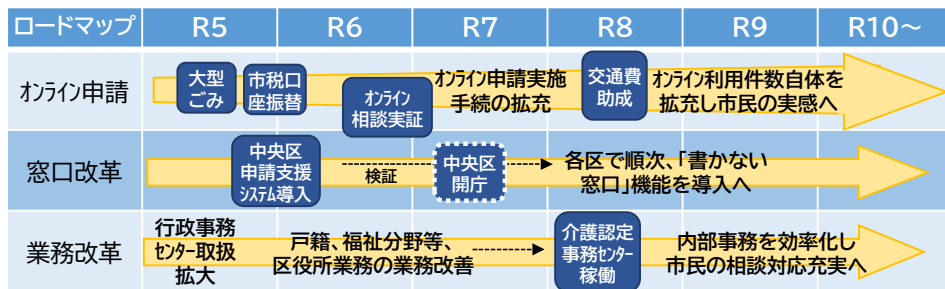 ロードマップ R5 R6 R7 R8 R9 R10～
オンライン申請
大型
ごみ
市税口
座振替
オンライン
相談実証
オンライン申請実施
手続の拡充
交通費
助成
オンライン利用件数自体を
拡充し市民の実感へ
窓口改革
中央区
申請支援
システム導入
検証
中央区
開庁
各区で順次、「書かない
窓口」機能を導入へ
業務改革
行政事務
センター取扱
拡大
戸籍、福祉分野等、
区役所業務の業務改善
介護認定
事務センター
稼働
内部事務を効率化し
市民の相談対応充実へ